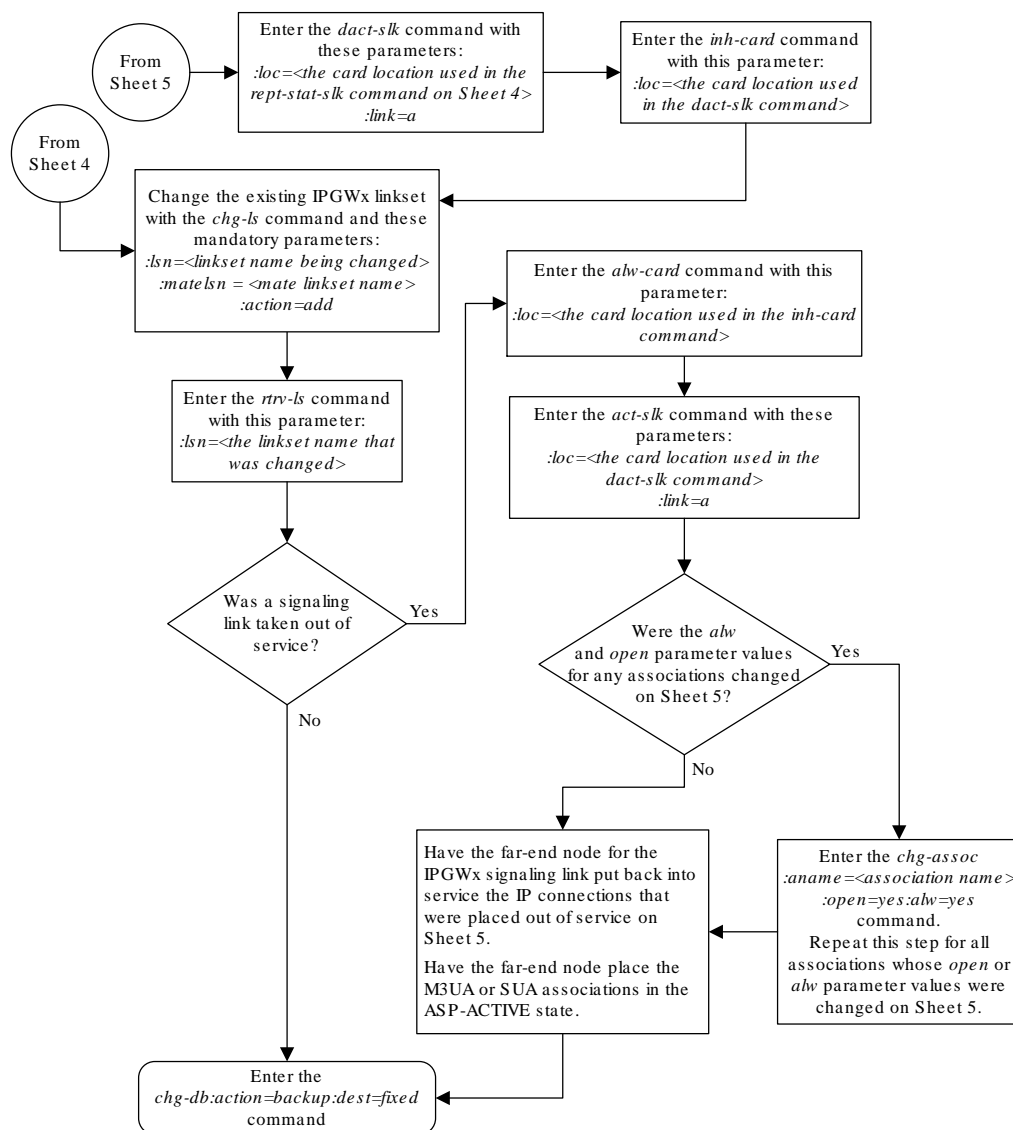 From
Sheet 5
Enter the dact-slk command with
these parameters:
:loc=<the card location used in the
rept-stat-slk command on Sheet 4>
:link=a
Enter the inh-card command
with this parameter:
:loc=<the card location used
in the dact-slk command>
From
Sheet 4
Change the existing IPGWx linkset
with the chg-ls command and these
mandatory parameters:
:lsn=<linkset name being changed>
:matelsn = <mate linkset name>
:action=add
Enter the rtrv-ls command
with this parameter:
:lsn=<the linkset name that
was changed>
Was a signaling
link taken out of
service?
Yes
No
Enter the alw-card command with this
parameter:
:loc=<the card location used in the inh-card
command>
Enter the act-slk command with these
parameters:
:loc=<the card location used in the
dact-slk command>
:link=a
Were the alw
and open parameter values
for any associations changed
on Sheet 5?
Yes
No
Have the far-end node for the
IPGWx signaling link put back into
service the IP connections that
were placed out of service on
Sheet 5.
Have the far-end node place the
M3UA or SUA associations in the
ASP-ACTIVE state.
Enter the chg-assoc
:aname=<association name>
:open=yes:alw=yes
command.
Repeat this step for all
associations whose open or
alw parameter values were
changed on Sheet 5.
Enter the
chg-db:action=backup:dest=fixed
command